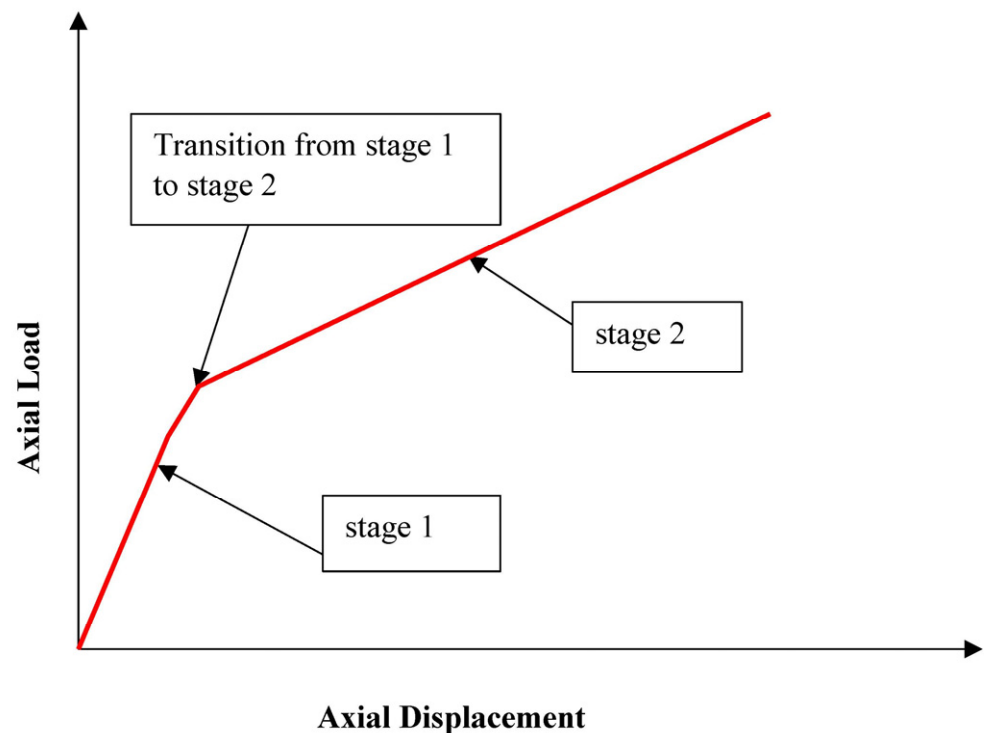 Transition from stage 1
to stage 2
stage 2
Axial Load
stage 1
Axial Displacement